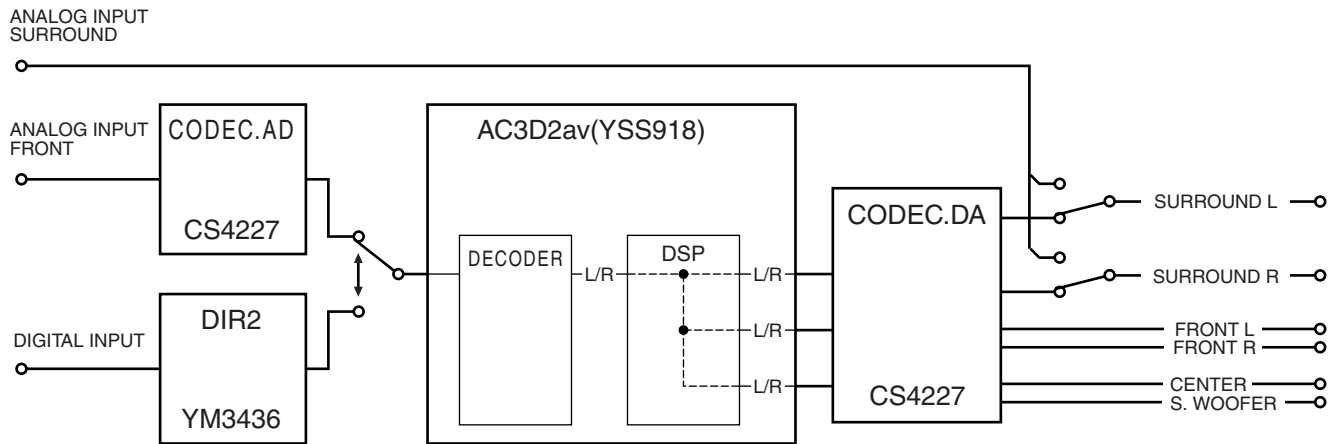 ANALOG INPUT
SURROUND
ANALOG INPUT
FRONT
CODEC.AD
CS4227
DIGITAL INPUT
DIR2
YM3436
AC3D2av(YSS918)
DECODER
L/R
DSP
L/R
L/R
L/R
CODEC.DA
CS4227
SURROUND L
SURROUND R
FRONT L
FRONT R
CENTER
S. WOOFER